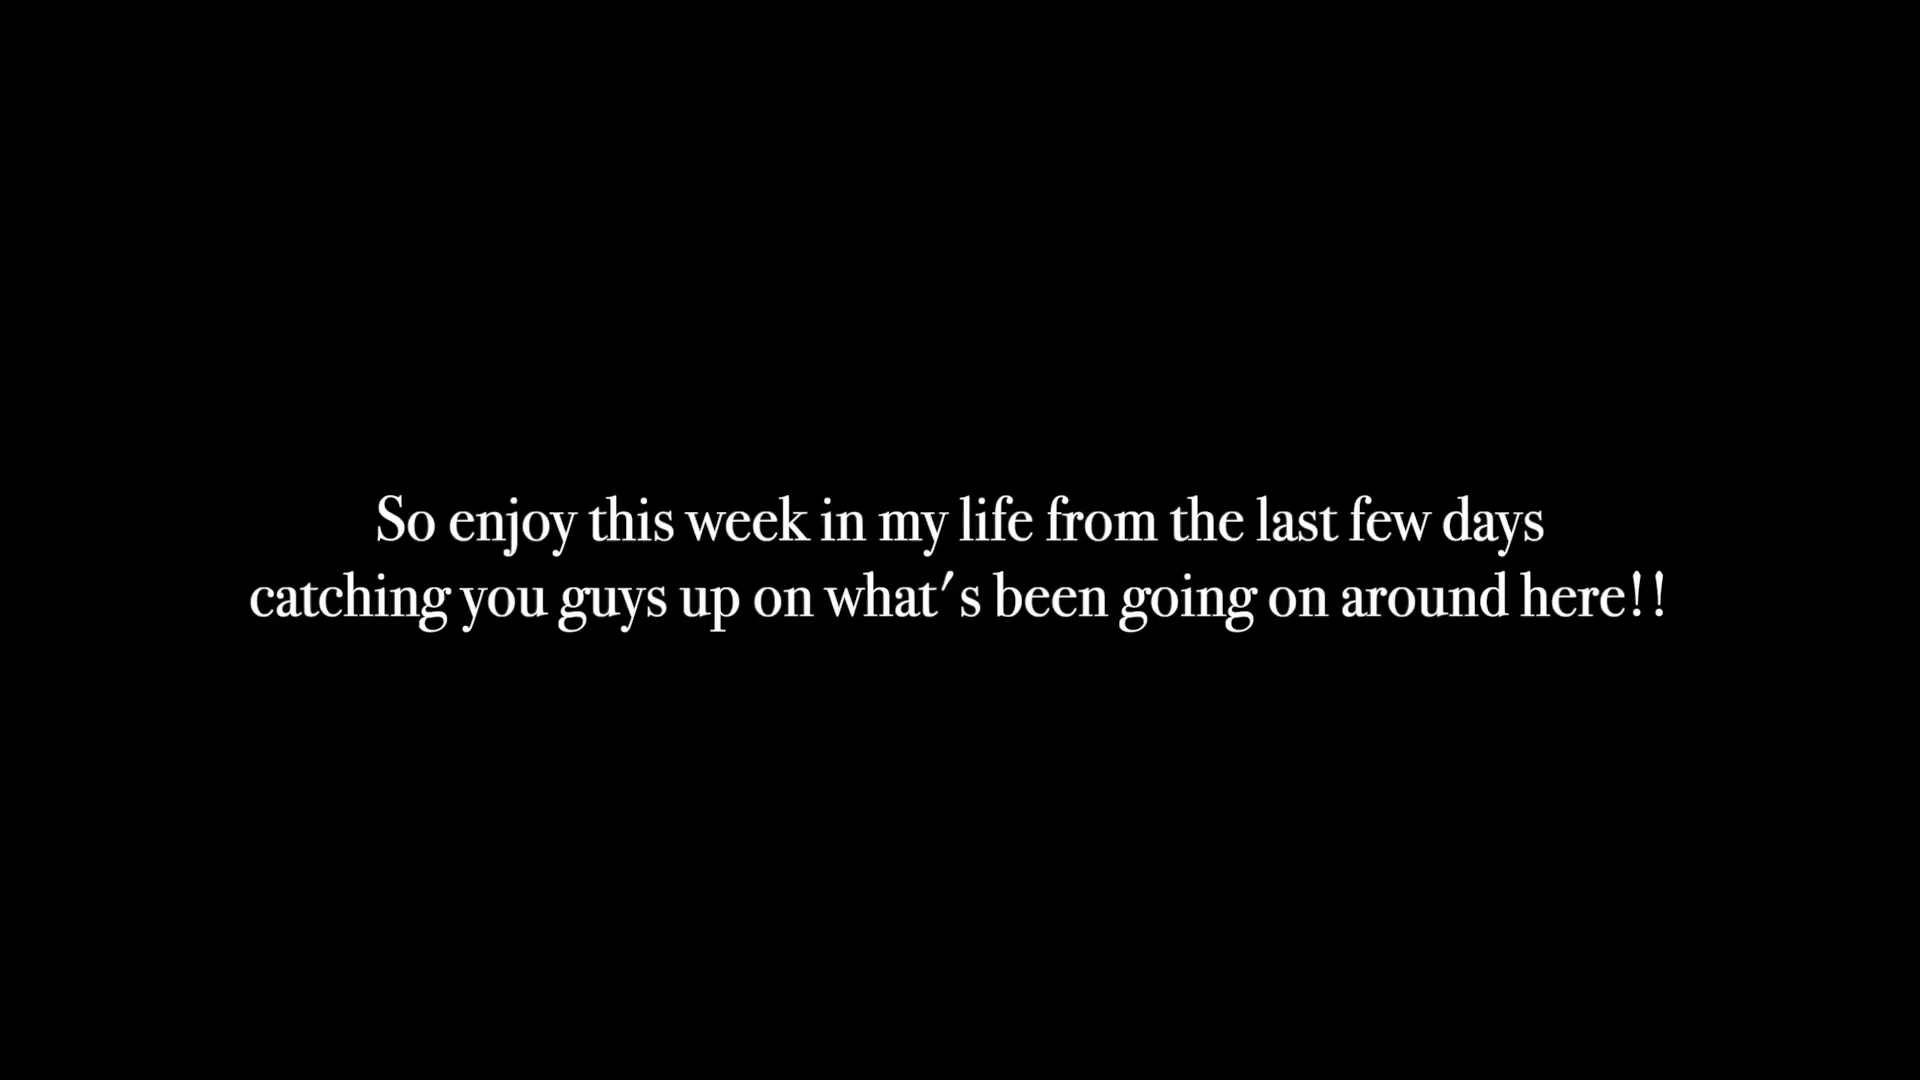 So enjoy this week in my life from the last few days
catching you guys up on what's been going on around here!!